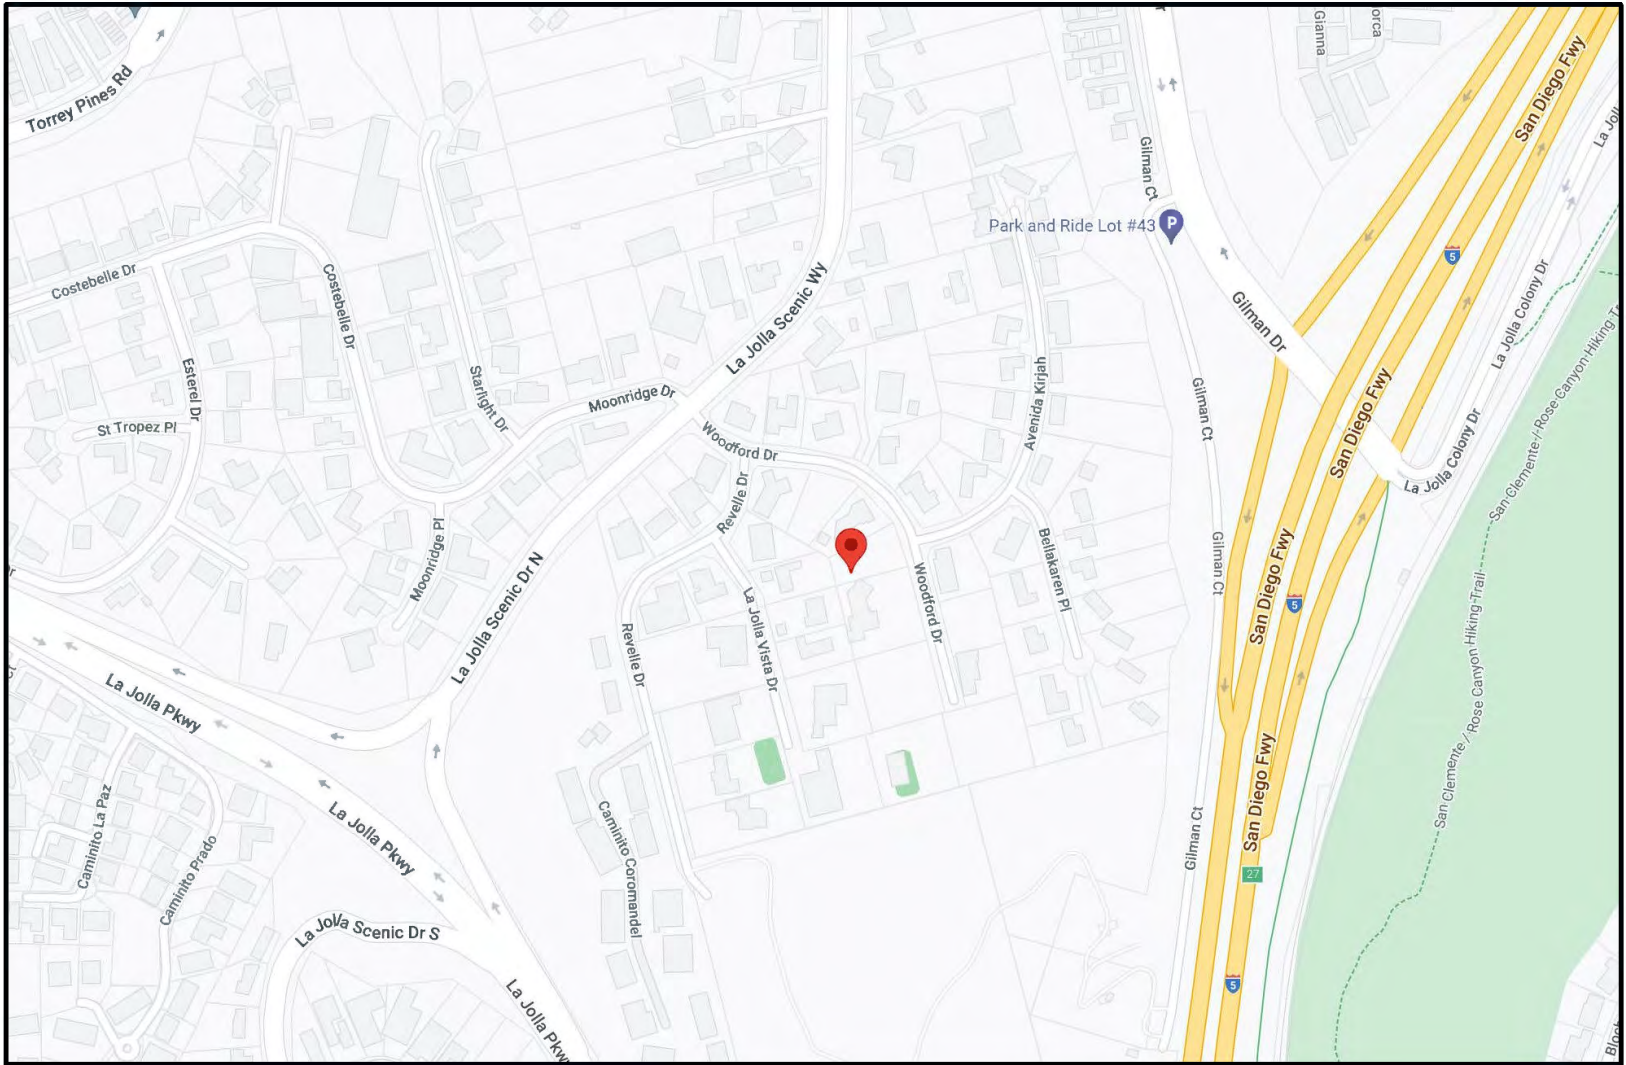 Gianna
San Diego Fwy
Torrey Pines Rd
Gilman Ct
P
Park and Ride Lot #43
5
Costebelle Dr
Costebelle Dr
La Jolla Scenic Wy
Gilman Dr
La Jolla Colony Dr
San Clemente / Rose Canyon Hiking
Esterel Dr
Starlight Dr
Moonridge Dr
Avenida Kirjah
Gilman Ct
San Diego Fwy
St Tropez Pl
Woodford Dr
La Jolla Colony Dr
Revelle Dr
Moonridge Pl
Bellakaren Pl
Gilman Ct
San Diego Fwy
La Jolla Scenic Dr N
La Jolla Vista Dr
Woodford Dr
5
Revelle Dr
La Jolla Pkwy
San Clemente / Rose Canyon Hiking Trail
San Diego Fwy
La Jolla Pkwy
Caminito La Paz
Caminito Prado
Caminito Coromandel
Gilman Ct
27
La Jolla Scenic Dr S
La Jolla Pkw
5